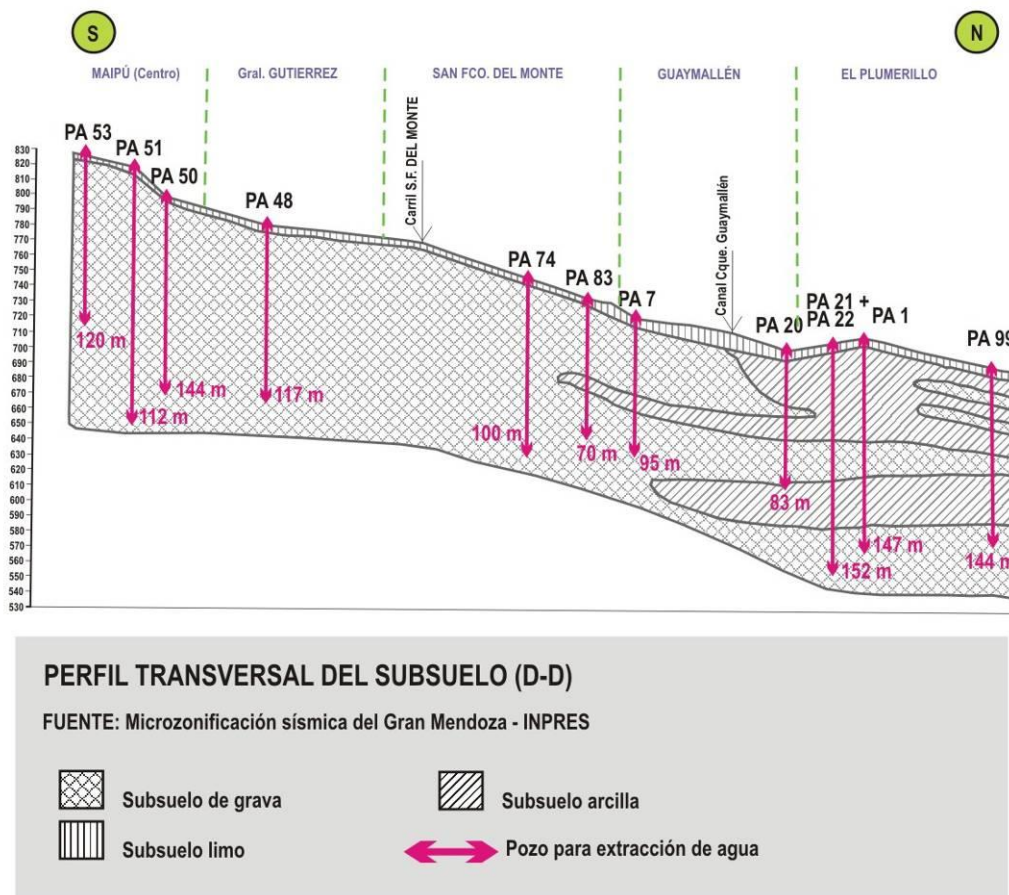 S
N
MAIPÚ (Centro)
Gral. GUTIERREZ
SAN FCO. DEL MONTE
GUAYMALLÉN
EL PLUMERILLO
PA 53
PA 51
PA 50
PA 48
Carril S.F. DEL MONTE
PA 74
PA 83
PA 7
Canal Cque. Guaymallén
PA 20
PA 21 +
PA 22
PA 1
PA 99
830
820
810
800
790
780
770
760
750
730
720
710
700
690
680
660
650
640
630
620
610
600
590
580
570
560
550
540
530
120 m
144 m
112 m
117 m
100 m
70 m
95 m
83 m
147 m
152 m
144 m
PERFIL TRANSVERSAL DEL SUBSUELO (D-D)
FUENTE: Microzonificación sísmica del Gran Mendoza - INPRES
Subsuelo de grava
Subsuelo arcilla
Subsuelo limo
Pozo para extracción de agua